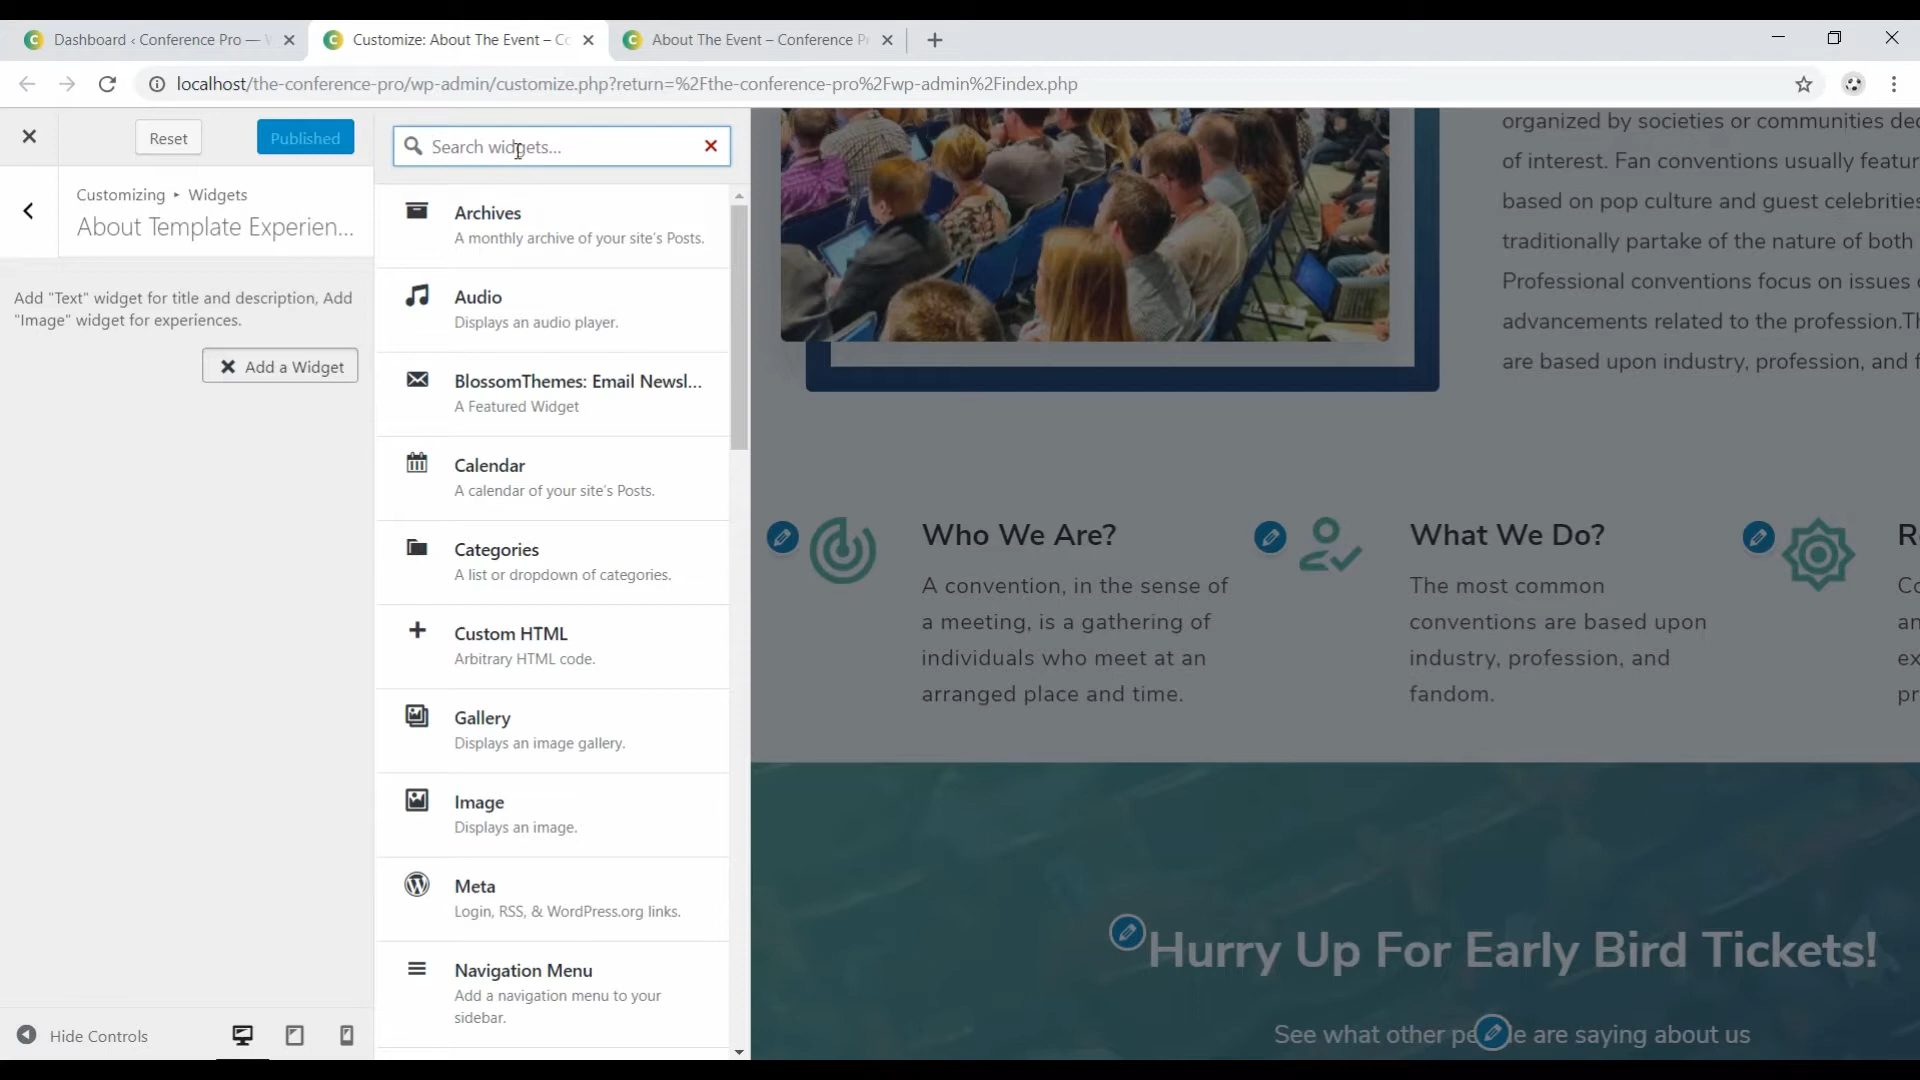 Dashboard ‹ Conference Pro —
Customize: About The Event –
About The Event – Conference
localhost/the-conference-pro/wp-admin/customize.php?return=%2Fthe-conference-pro%2Fwp-admin%2Findex.php
Reset
Published
Customizing ▸ Widgets
About Template Experien...
Add "Text" widget for title and description, Add
"Image" widget for experiences.
Add a Widget
Hide Controls
Search widgets...
Archives
A monthly archive of your site's Posts.
Audio
Displays an audio player.
BlossomThemes: Email Newsl...
A Featured Widget
Calendar
A calendar of your site's Posts.
Categories
A list or dropdown of categories.
Custom HTML
Arbitrary HTML code.
Gallery
Displays an image gallery.
Image
Displays an image.
Meta
Login, RSS, & WordPress.org links.
Navigation Menu
Add a navigation menu to your
sidebar.
organized by societies or communities
of interest. Fan conventions usually
based on pop culture and guest celebrities
traditionally partake of the nature of both
Professional conventions focus on issues
advancements related to the profession.
are based upon industry, profession, and
Who We Are?
A convention, in the sense of
a meeting, is a gathering of
individuals who meet at an
arranged place and time.
What We Do?
The most common
conventions are based upon
industry, profession, and
fandom.
Hurry Up For Early Bird Tickets!
See what other are saying about us